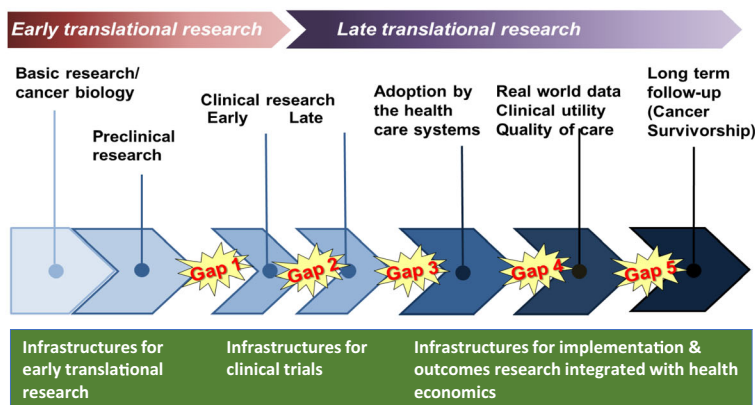 Early translational research
Late translational research
Basic research/
cancer biology
Preclinical
research
Clinical research
Early Late
Adoption by
the health
care systems
Real world data
Clinical utility
Quality of care
Long term
follow-up
(Cancer
Survivorship)
Gap 1
Gap 2
Gap 3
Gap 4
Gap 5
Infrastructures for
early translational
research
Infrastructures for
clinical trials
Infrastructures for implementation &
outcomes research integrated with health
economics